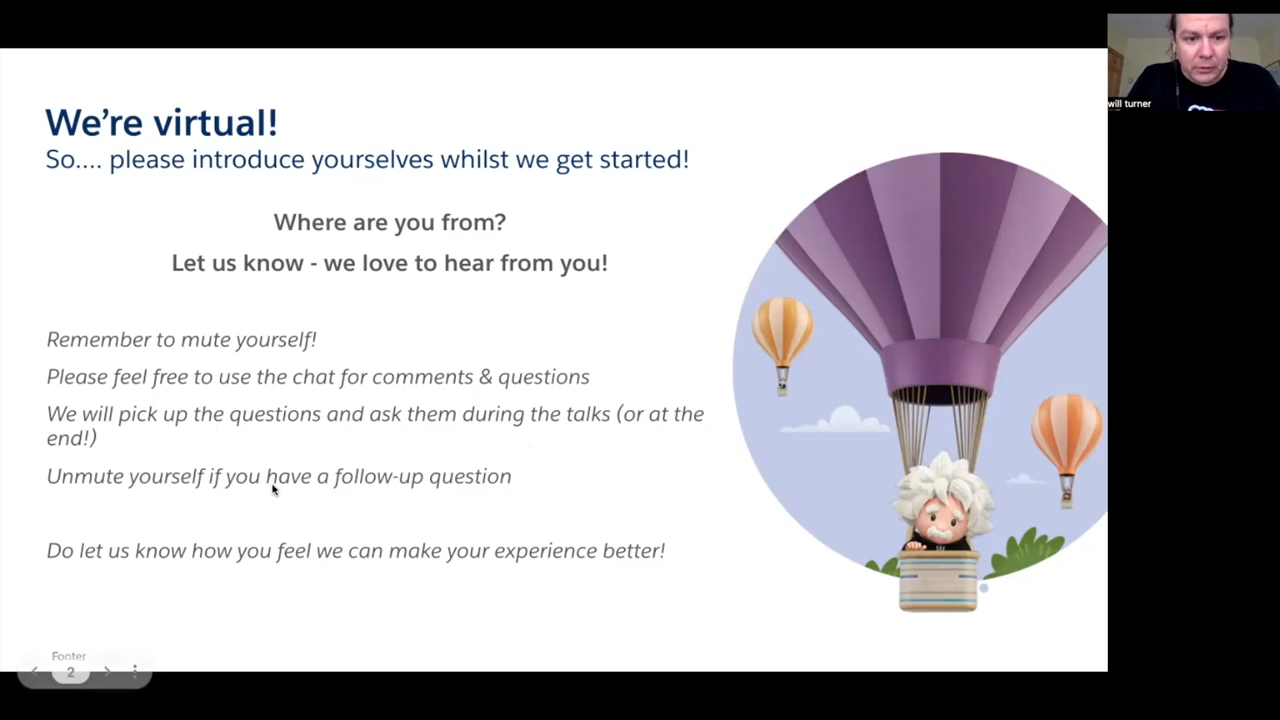 We're virtual!
So.... please introduce yourselves whilst we get started!
Where are you from?
Let us know - we love to hear from you!
Remember to mute yourself!
Please feel free to use the chat for comments & questions
We will pick up the questions and ask them during the talks (or at the
end!)
Unmute yourself if you have a follow-up question
Do let us know how you feel we can make your experience better!
Footer
2
will turner